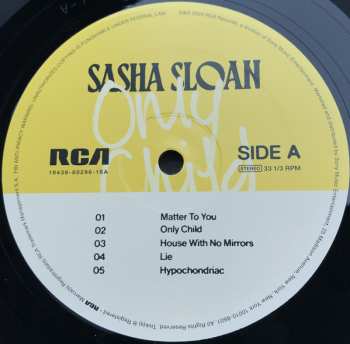 SASHA SLOAN
Only
Child
RCA
19439-80296-1SA
SIDE A
STEREO 33 1/3 RPM
01 Matter To You
02 Only Child
03 House With No Mirrors
04 Lie
05 Hypochondriac